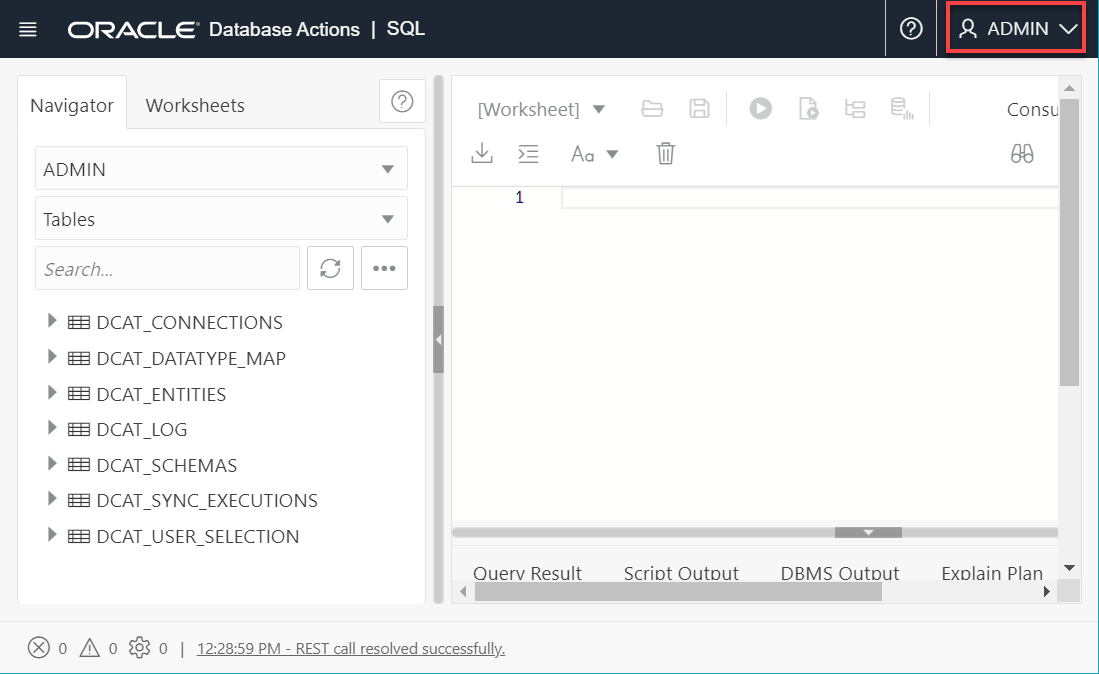 ORACLE® Database Actions | SQL
ADMIN
Navigator
Worksheets
[Worksheet]
Consu
Aa
ADMIN
Tables
Search...
1
DCAT_CONNECTIONS
DCAT_DATATYPE_MAP
DCAT_ENTITIES
DCAT_LOG
DCAT_SCHEMAS
DCAT_SYNC_EXECUTIONS
DCAT_USER_SELECTION
Query Result Script Output DBMS Output Explain Plan
0 0 0 | 12:28:59 PM - REST call resolved successfully.